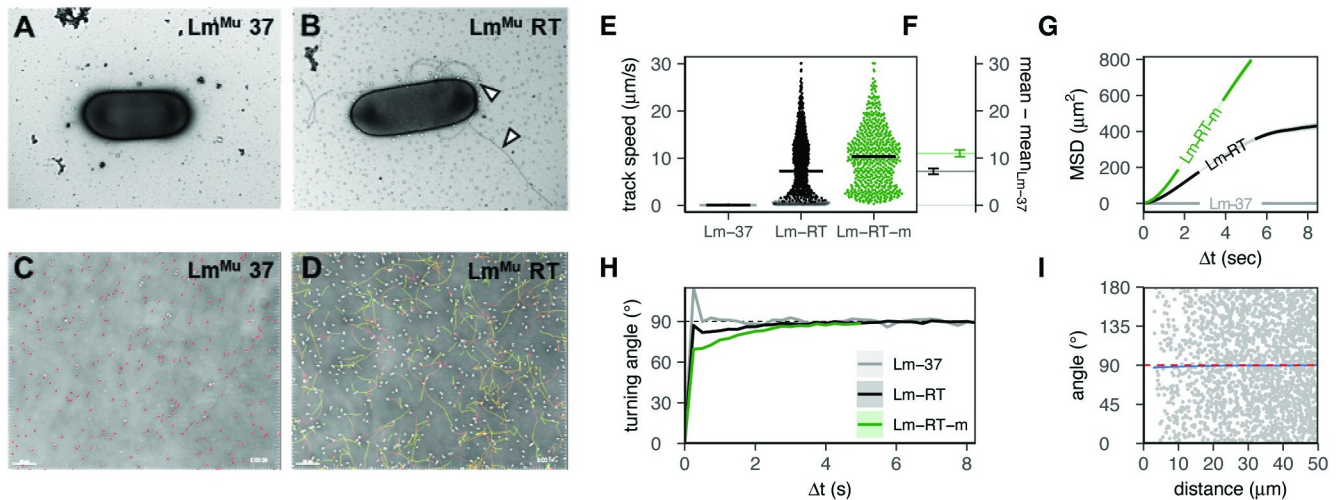 A
Lm^Mu 37
B
Lm^Mu RT
C
Lm^Mu 37
D
Lm^Mu RT
E
track speed (μm/s)
30
20
10
0
Lm–37
Lm–RT
Lm–RT–m
F
30
20
10
0
mean – mean_Lm–37
G
MSD (μm²)
800
600
400
200
0
Lm–RT–m
Lm–RT
Lm–37
0 2 4 6 8
Δt (sec)
H
turning angle (°)
90
60
30
0
Lm–37
Lm–RT
Lm–RT–m
0 2 4 6 8
Δt (s)
I
angle (°)
180
135
90
45
0
0 10 20 30 40 50
distance (μm)